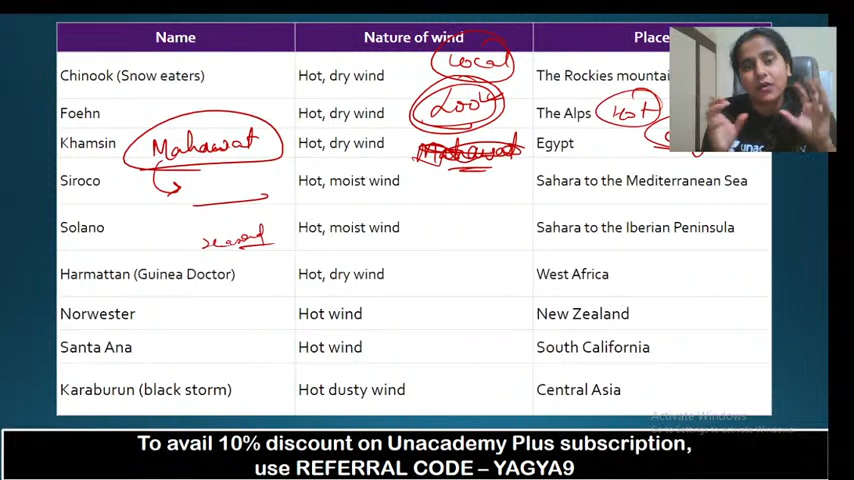 Name Nature of wind Place
Local
Chinook (Snow eaters) Hot, dry wind The Rockies mountai
Foehn Hot, dry wind Loo The Alps Hot
Khamsin Mahawat Hot, dry wind Mahawat Egypt
Siroco Hot, moist wind Sahara to the Mediterranean Sea
Solano Hot, moist wind Sahara to the Iberian Peninsula
Harmattan (Guinea Doctor) Hot, dry wind West Africa
Norwester Hot wind New Zealand
Santa Ana Hot wind South California
Karaburun (black storm) Hot dusty wind Central Asia
Activate Windows
To avail 10% discount on Unacademy Plus subscription,
use REFERRAL CODE – YAGYA9